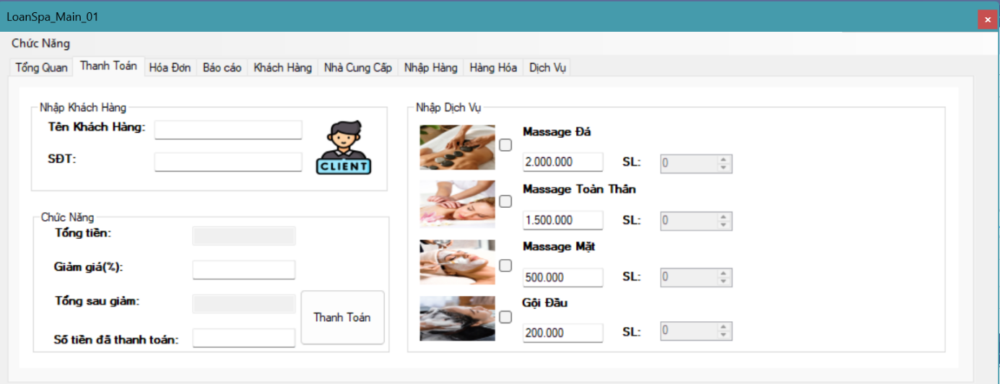 LoanSpa_Main_01
Chức Năng
Tổng Quan Thanh Toán Hóa Đơn Báo cáo Khách Hàng Nhà Cung Cấp Nhập Hàng Hàng Hóa Dịch Vụ
Nhập Khách Hàng
Tên Khách Hàng:
SĐT:
CLIENT
Chức Năng
Tổng tiền:
Giảm giá(%):
Tổng sau giảm:
Số tiền đã thanh toán:
Thanh Toán
Nhập Dịch Vụ
Massage Đá
2.000.000 SL: 0
Massage Toàn Thân
1.500.000 SL: 0
Massage Mặt
500.000 SL: 0
Gội Đầu
200.000 SL: 0